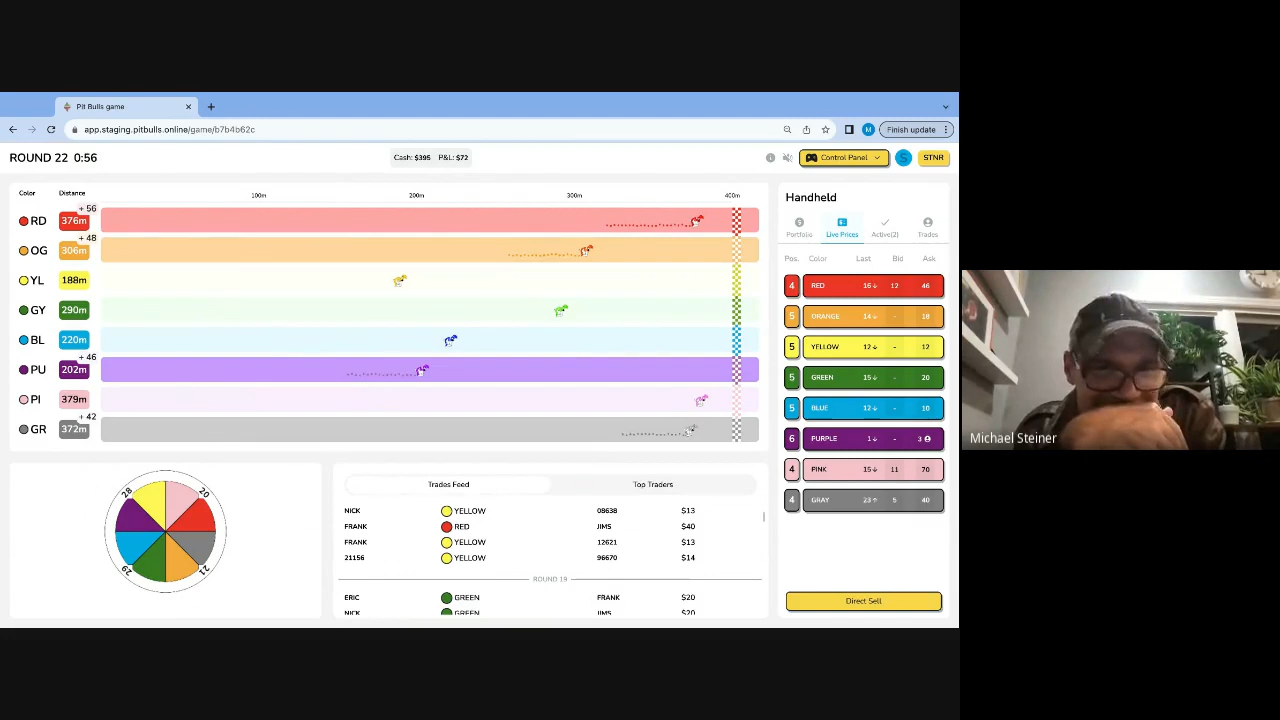 Pit Bulls game
app.staging.pitbulls.online/game/b7b4b62c
Finish update
ROUND 22 0:56
Cash: $395 P&L: $72
Control Panel
S
STNR
Color Distance 100m 200m 300m 400m
+ 56
RD 376m
+ 48
OG 306m
YL 188m
GY 290m
BL 220m
+ 46
PU 202m
PI 379m
+ 42
GR 372m
28 20
29 21
Trades Feed Top Traders
NICK YELLOW 08638 $13
FRANK RED JIMS $40
FRANK YELLOW 12621 $13
21156 YELLOW 96670 $14
ROUND 19
ERIC GREEN FRANK $20
NICK GREEN JIMS $20
Handheld
Portfolio Live Prices Active(2) Trades
Pos. Color Last Bid Ask
4 RED 16↓ 12 46
5 ORANGE 14↓ - 18
5 YELLOW 12↓ - 12
5 GREEN 15↓ - 20
5 BLUE 12↓ - 10
6 PURPLE 1↓ - 3
4 PINK 15↓ 11 70
4 GRAY 23↑ 5 40
Direct Sell
Michael Steiner